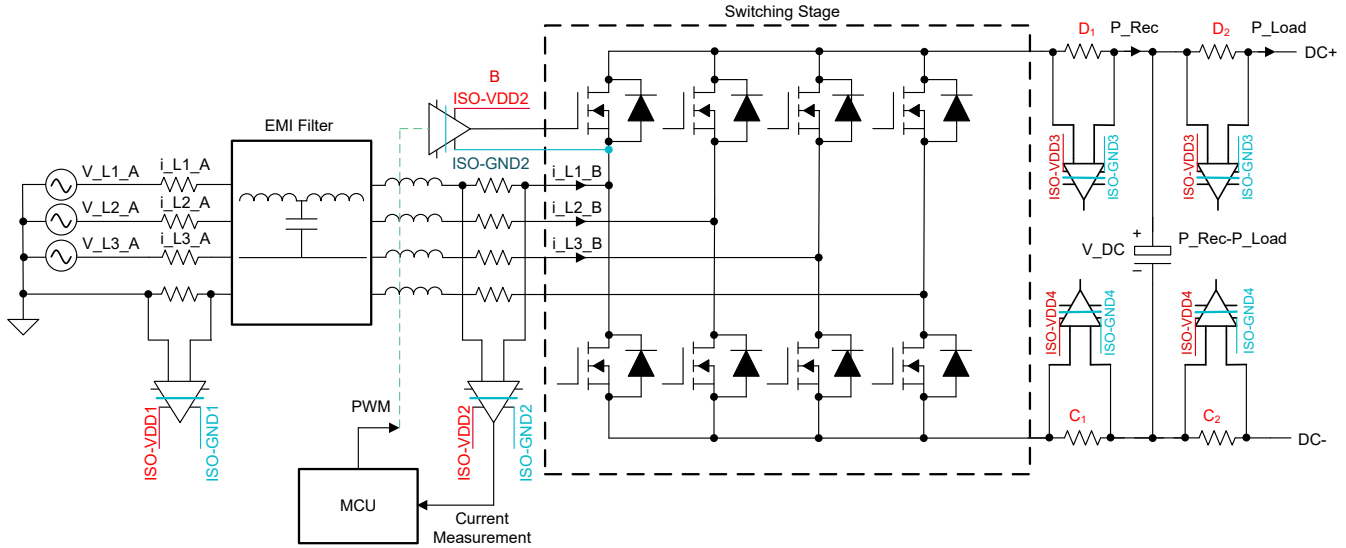 Switching Stage
D1
P_Rec
D2
P_Load
DC+
B
ISO-VDD2
ISO-GND2
EMI Filter
V_L1_A
i_L1_A
V_L2_A
i_L2_A
V_L3_A
i_L3_A
i_L1_B
i_L2_B
i_L3_B
ISO-VDD3
ISO-GND3
ISO-VDD3
ISO-GND3
+
V_DC
P_Rec-P_Load
–
ISO-VDD4
ISO-GND4
ISO-VDD4
ISO-GND4
C1
C2
DC-
PWM
ISO-VDD1
ISO-GND1
ISO-VDD2
ISO-GND2
MCU
Current
Measurement